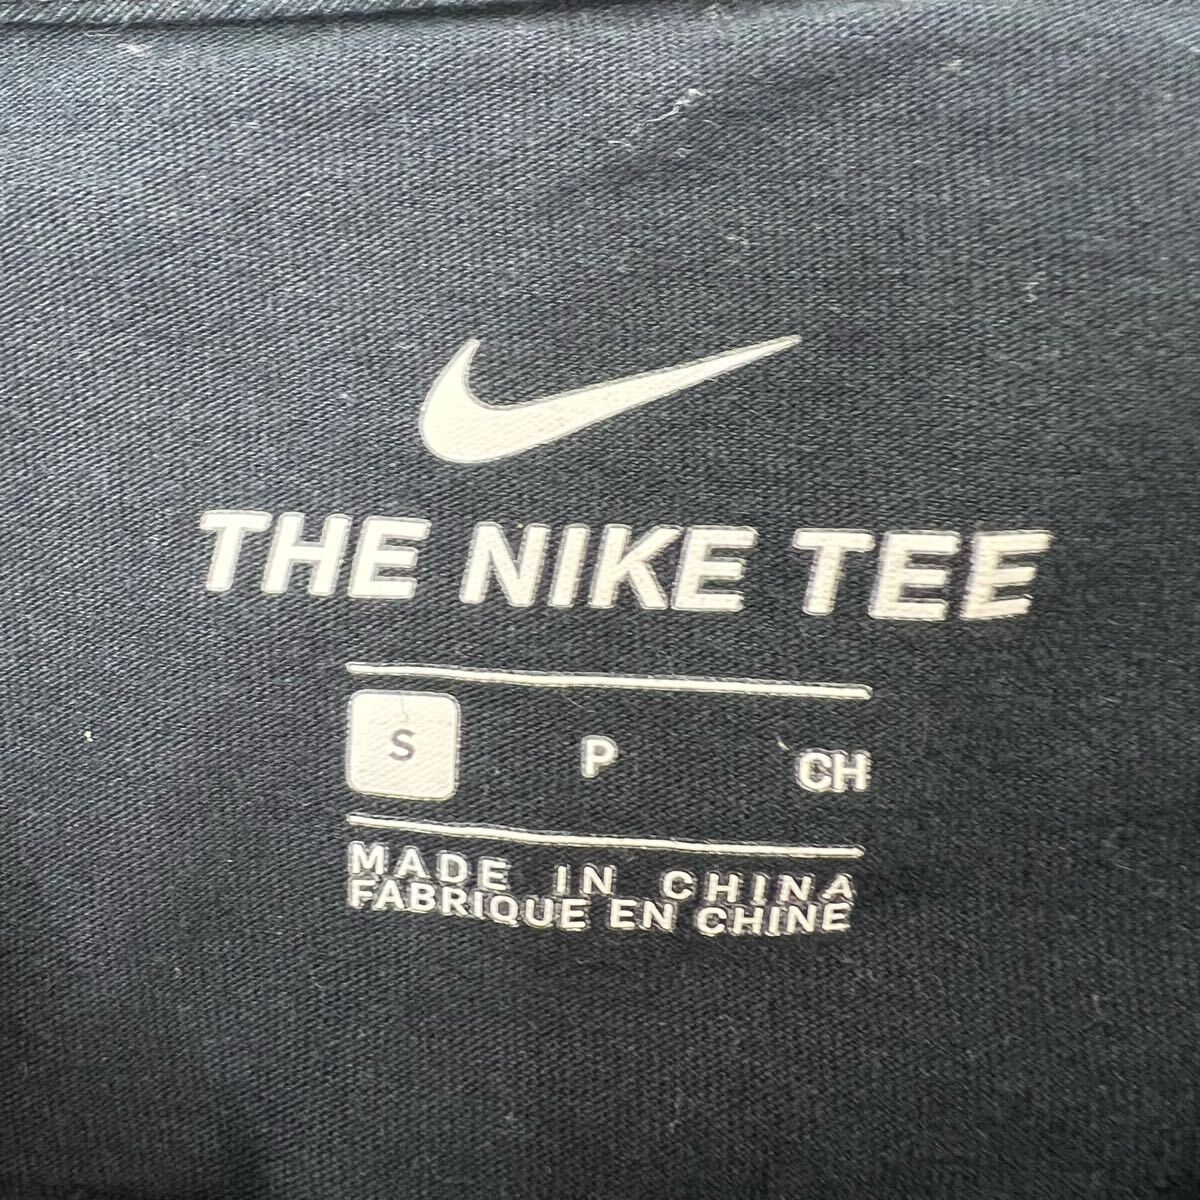 THE NIKE TEE
S P CH
MADE IN CHINA
FABRIQUE EN CHINE